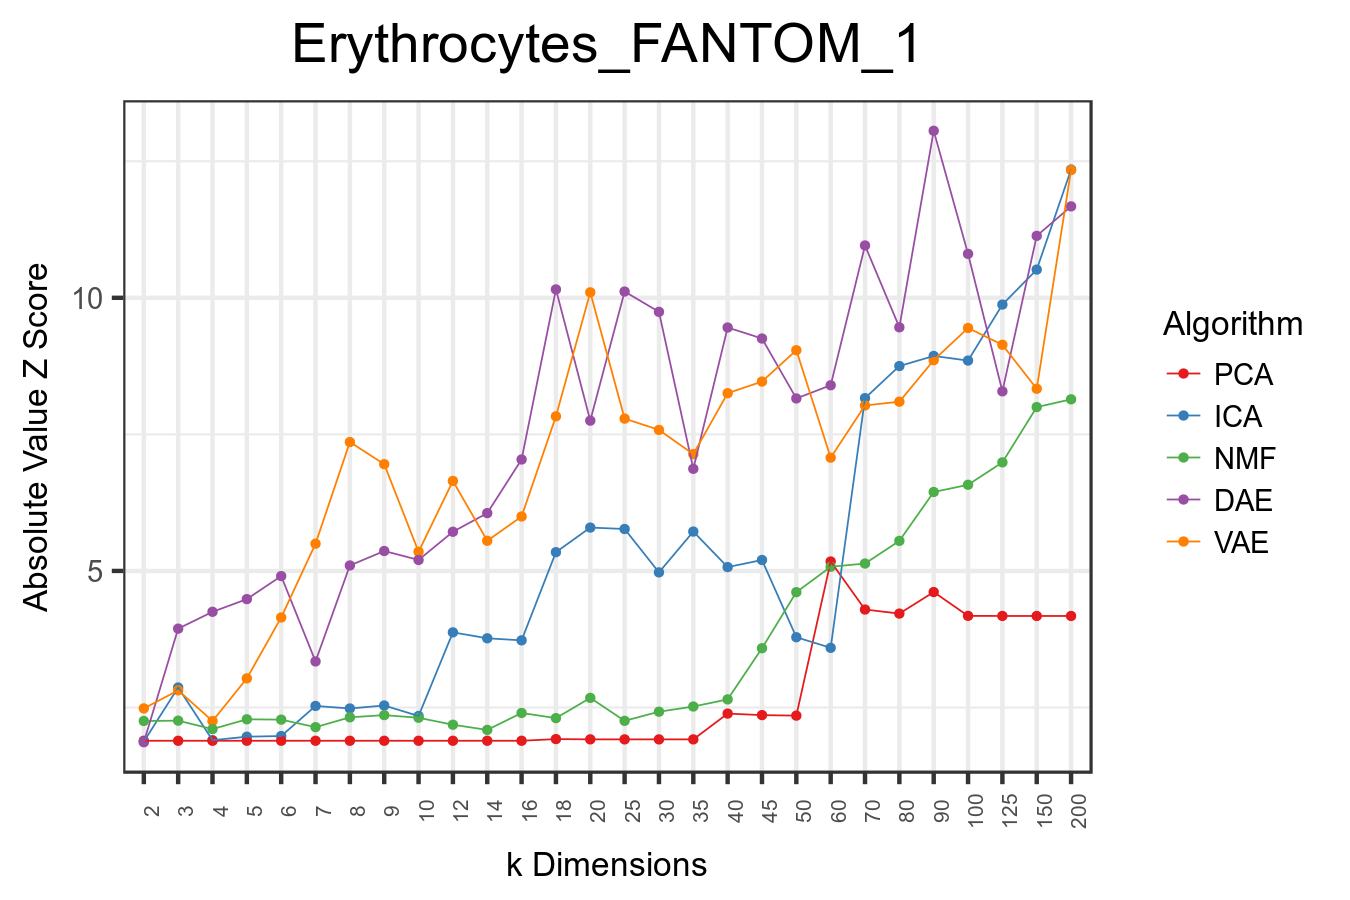 Erythrocytes_FANTOM_1
Absolute Value Z Score
10
5
2 3 4 5 6 7 8 9 10 12 14 16 18 20 25 30 35 40 45 50 60 70 80 90 100 125 150 200
k Dimensions
Algorithm
PCA
ICA
NMF
DAE
VAE